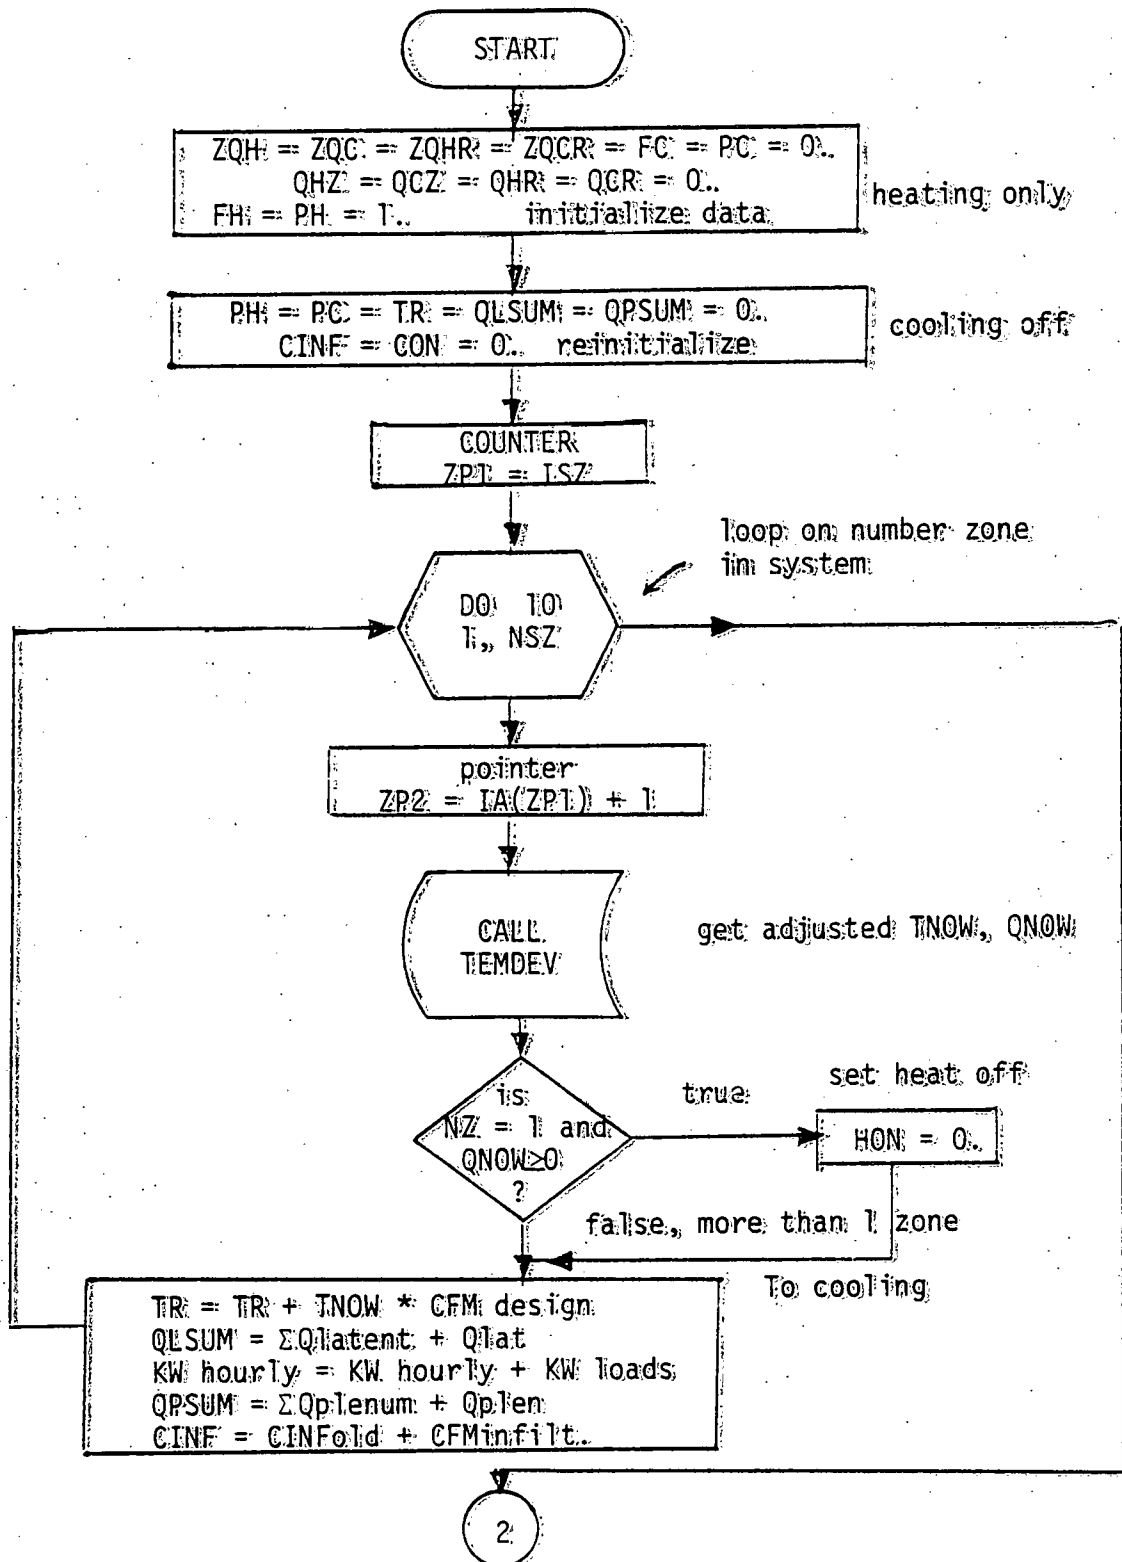 START
ZQH = ZQC = ZQHR = ZQCR = FC = PC = 0.
QHZ = QCZ = QHR = QCR = 0.
FH = PH = 1. initialize data
heating only
PH = PC = TR = QLSUM = QPSUM = 0.
CINF = CON = 0. reinitialize
cooling off
COUNTER
ZP1 = ISZ
loop on number zone
in system
DO 10
1, NSZ
pointer
ZP2 = IA(ZP1) + 1
CALL
TEMDEV
get adjusted TNOW, QNOW
is
NZ = 1 and
QNOW≥0
?
true
set heat off
HON = 0.
false, more than 1 zone
To cooling
TR = TR + TNOW * CFM design
QLSUM = ΣQlatent + Qlat
KW hourly = KW hourly + KW loads
QPSUM = ΣQplenum + Qplen
CINF = CINFold + CFMinfilt.
2